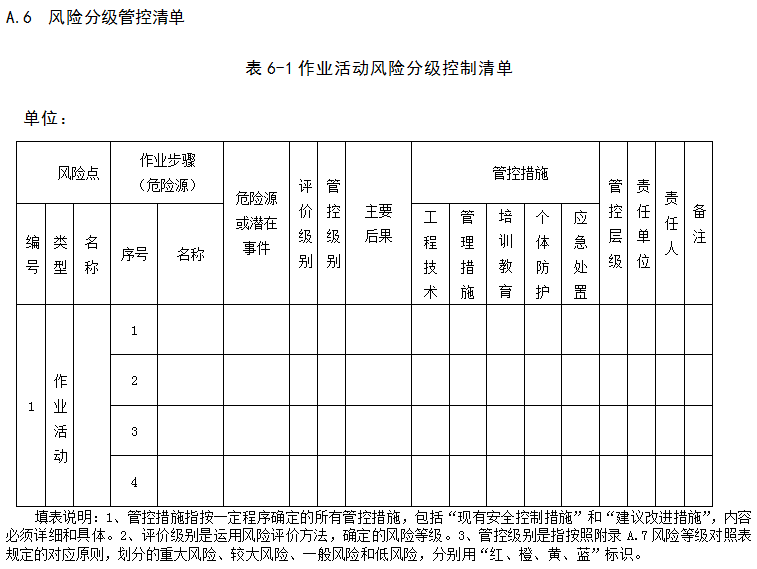 A.6 风险分级管控清单
表 6-1 作业活动风险分级控制清单
单位：
风险点
作业步骤
（危险源）
危险源
或潜在
事件
评价级别
管控级别
主要
后果
管控措施
管控层级
责任单位
责任人
备注
编号
类型
名称
序号
名称
工程技术
管理措施
培训教育
个体防护
应急处置
1
作业活动
1
2
3
4
填表说明：1、管控措施指按一定程序确定的所有管控措施，包括“现有安全控制措施”和“建议改进措施”，内容
必须详细和具体。2、评价级别是运用风险评价方法，确定的风险等级。3、管控级别是指按照附录 A.7 风险等级对照表
规定的对应原则，划分的重大风险、较大风险、一般风险和低风险，分别用“红、橙、黄、蓝”标识。